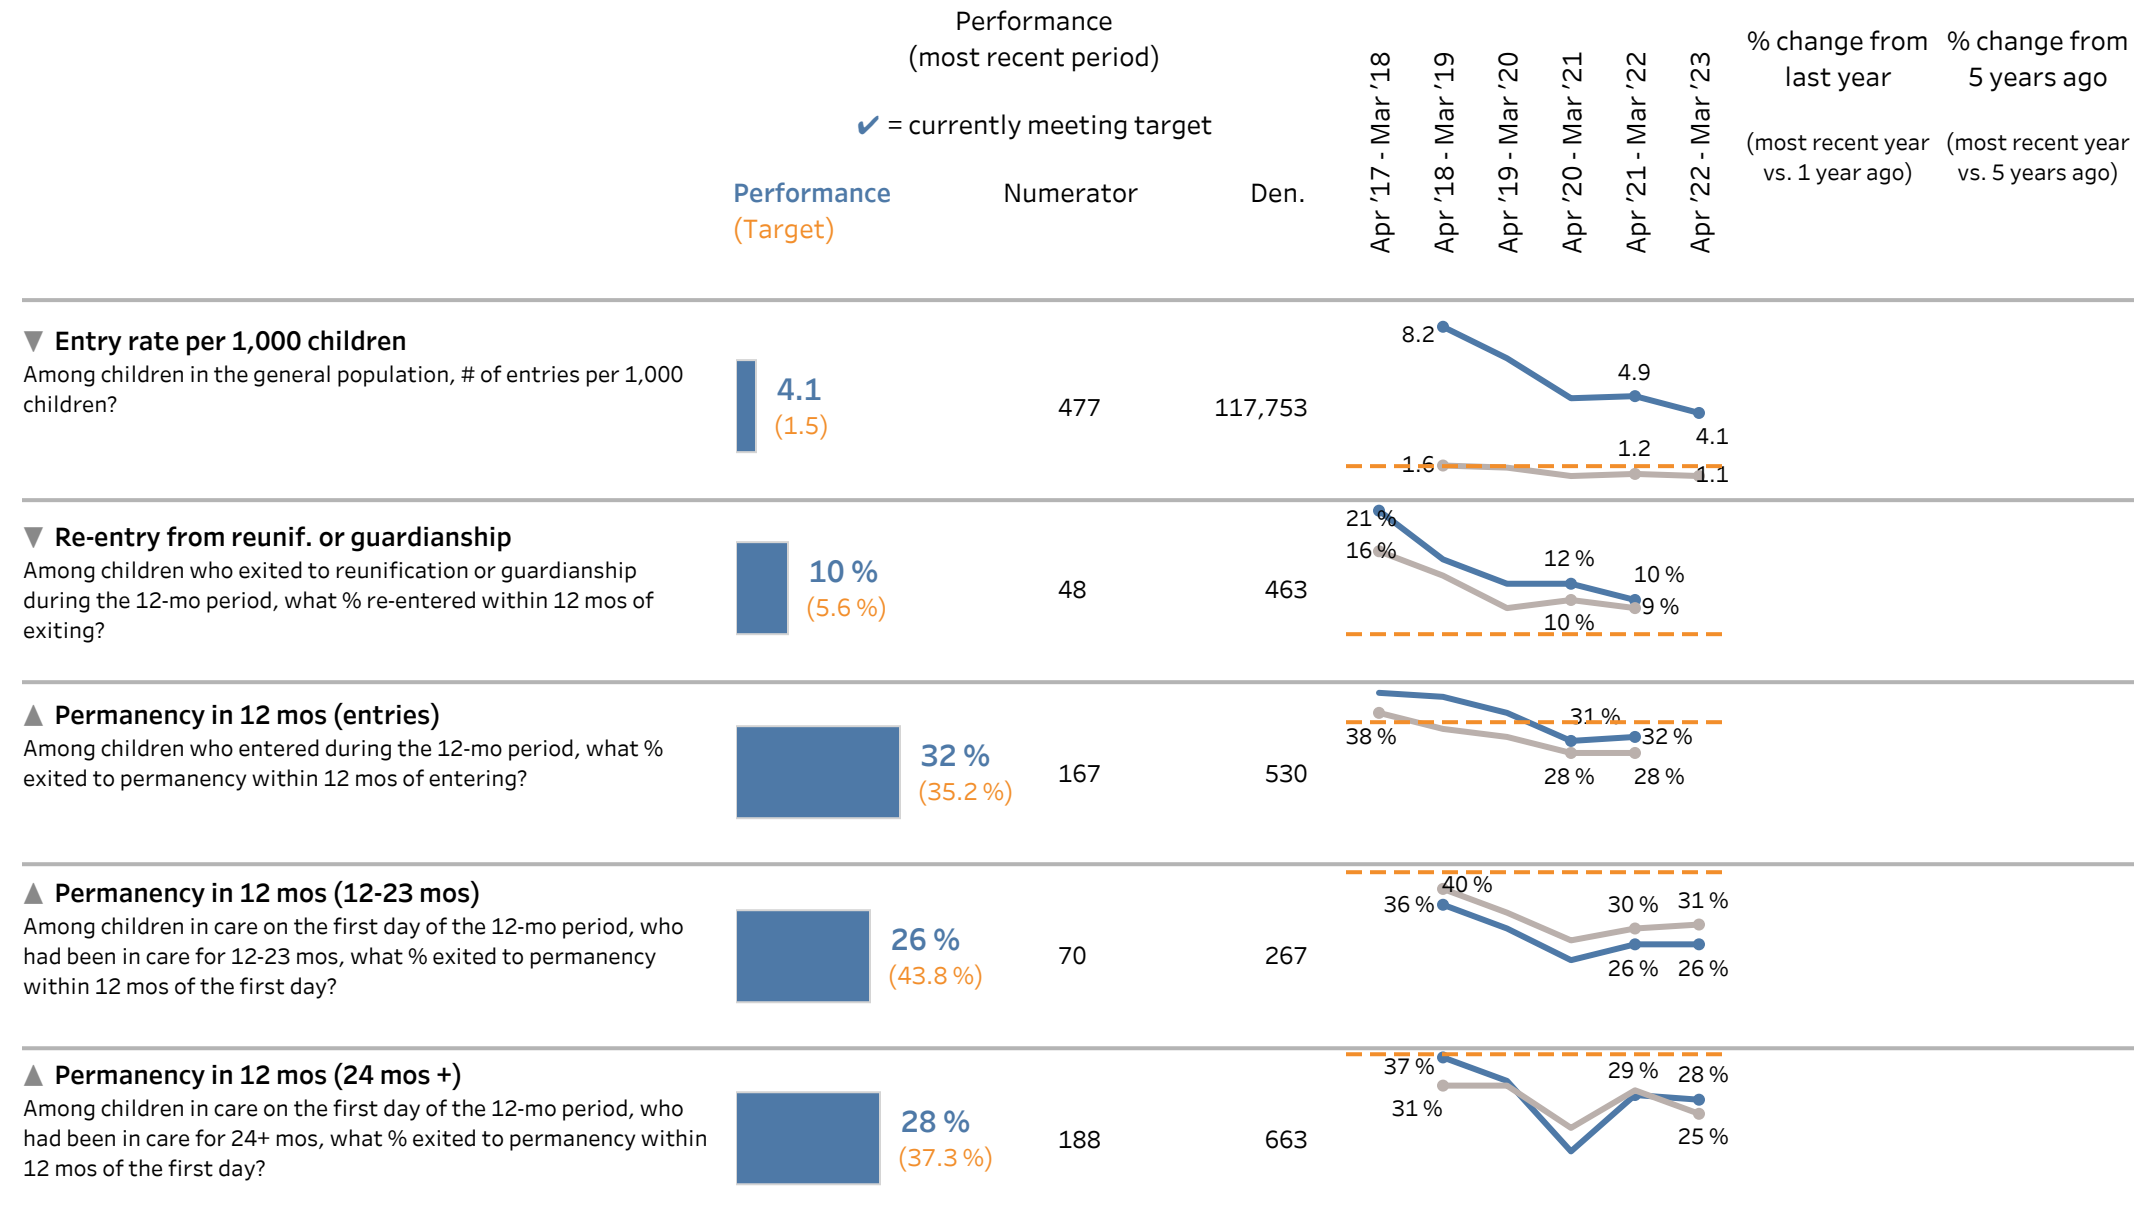 Performance
(most recent period)
✔ = currently meeting target
Performance
(Target)
Numerator
Den.
Apr ’17 - Mar ’18
Apr ’18 - Mar ’19
Apr ’19 - Mar ’20
Apr ’20 - Mar ’21
Apr ’21 - Mar ’22
Apr ’22 - Mar ’23
% change from
last year
(most recent year
vs. 1 year ago)
% change from
5 years ago
(most recent year
vs. 5 years ago)
▼ Entry rate per 1,000 children
Among children in the general population, # of entries per 1,000
children?
4.1
(1.5)
477
117,753
8.2
4.9
4.1
1.6
1.2
1.1
▼ Re-entry from reunif. or guardianship
Among children who exited to reunification or guardianship
during the 12-mo period, what % re-entered within 12 mos of
exiting?
10 %
(5.6 %)
48
463
21 %
16 %
12 %
10 %
10 %
9 %
▲ Permanency in 12 mos (entries)
Among children who entered during the 12-mo period, what %
exited to permanency within 12 mos of entering?
32 %
(35.2 %)
167
530
38 %
31 %
32 %
28 %
28 %
▲ Permanency in 12 mos (12-23 mos)
Among children in care on the first day of the 12-mo period, who
had been in care for 12-23 mos, what % exited to permanency
within 12 mos of the first day?
26 %
(43.8 %)
70
267
40 %
36 %
30 %
31 %
26 %
26 %
▲ Permanency in 12 mos (24 mos +)
Among children in care on the first day of the 12-mo period, who
had been in care for 24+ mos, what % exited to permanency within
12 mos of the first day?
28 %
(37.3 %)
188
663
37 %
31 %
29 %
28 %
25 %